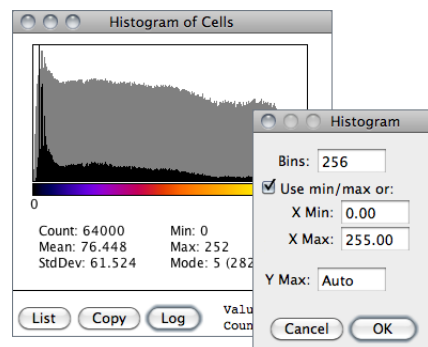 Histogram of Cells
0
Count: 64000 Min: 0
Mean: 76.448 Max: 252
StdDev: 61.524 Mode: 5 (282
List Copy Log
Valu
Coun
Histogram
Bins: 256
Use min/max or:
X Min: 0.00
X Max: 255.00
Y Max: Auto
Cancel OK